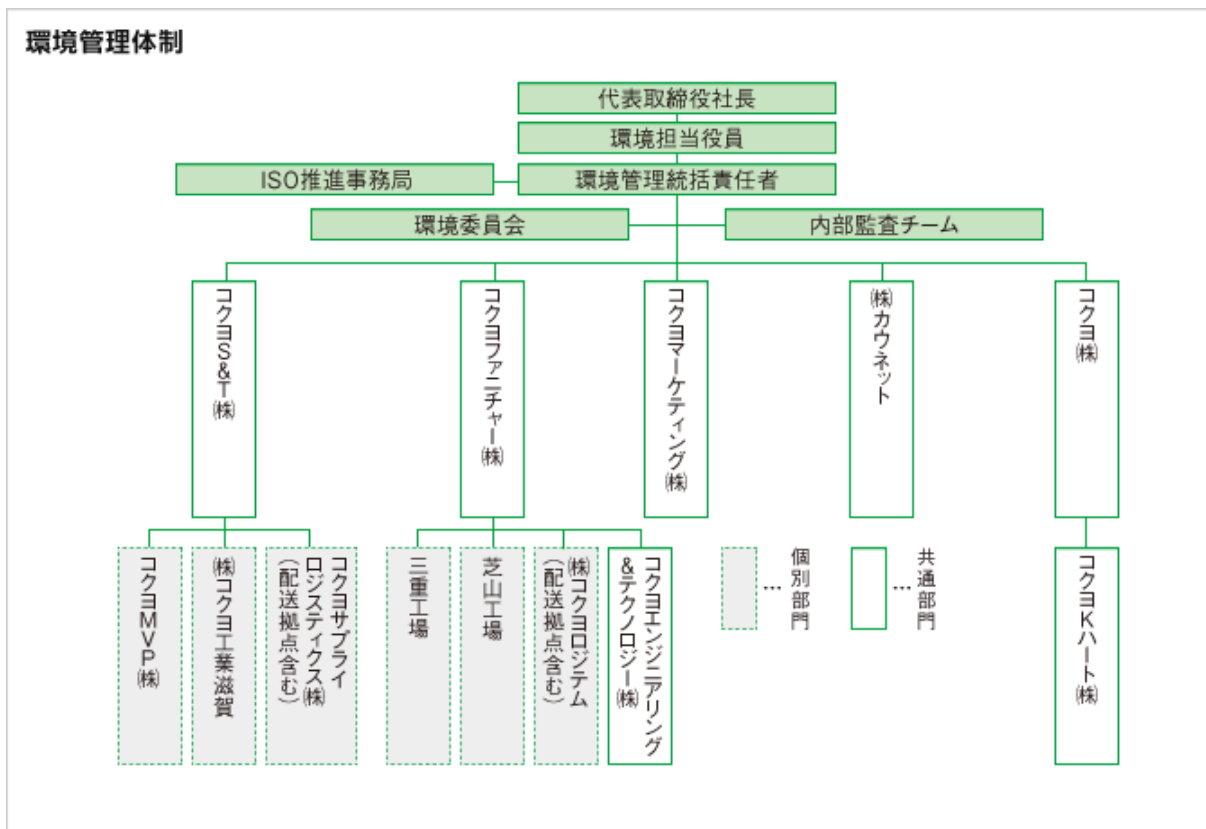 環境管理体制
代表取締役社長
環境担当役員
ISO推進事務局
環境管理統括責任者
環境委員会
内部監査チーム
コクヨS&T㈱
コクヨファニチャー㈱
コクヨマーケティング㈱
㈱カウネット
コクヨ㈱
コクヨMVP㈱
㈱コクヨ工業滋賀
コクヨサプライ
ロジスティクス㈱
（配送拠点含む）
三重工場
芝山工場
㈱コクヨロジテム
（配送拠点含む）
コクヨエンジニアリング
&テクノロジー㈱
…個別部門
…共通部門
コクヨKハート㈱